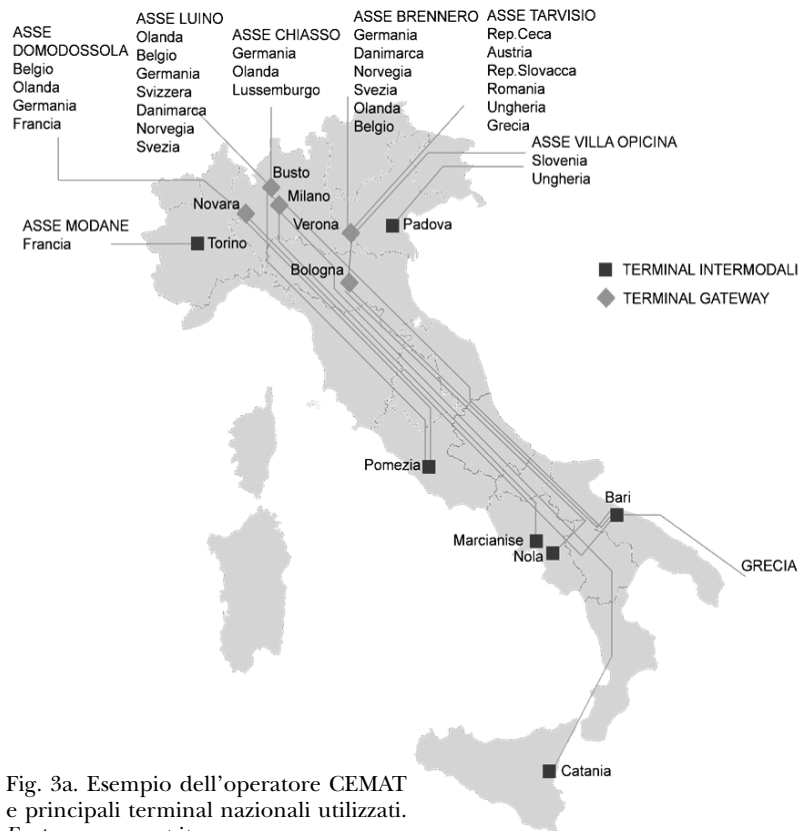 ASSE
DOMODOSSOLA
Belgio
Olanda
Germania
Francia
ASSE LUINO
Olanda
Belgio
Germania
Svizzera
Danimarca
Norvegia
Svezia
ASSE CHIASSO
Germania
Olanda
Lussemburgo
ASSE BRENNERO
Germania
Danimarca
Norvegia
Svezia
Olanda
Belgio
ASSE TARVISIO
Rep.Ceca
Austria
Rep.Slovacca
Romania
Ungheria
Grecia
ASSE VILLA OPICINA
Slovenia
Ungheria
ASSE MODANE
Francia
Busto
Milano
Novara
Verona
Padova
Torino
Bologna
TERMINAL INTERMODALI
TERMINAL GATEWAY
Pomezia
Bari
Marcianise
Nola
GRECIA
Catania
Fig. 3a. Esempio dell'operatore CEMAT
e principali terminal nazionali utilizzati.